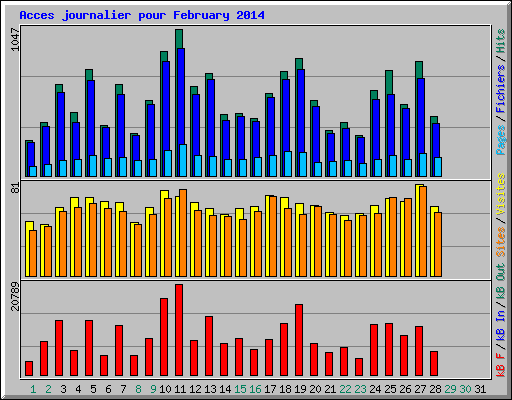 Acces journalier pour February 2014
1047
81
20789
Pages / Fichiers / Hits
Sites / Visites
kB F / kB In / kB Out
1 2 3 4 5 6 7 8 9 10 11 12 13 14 15 16 17 18 19 20 21 22 23 24 25 26 27 28 29 30 31